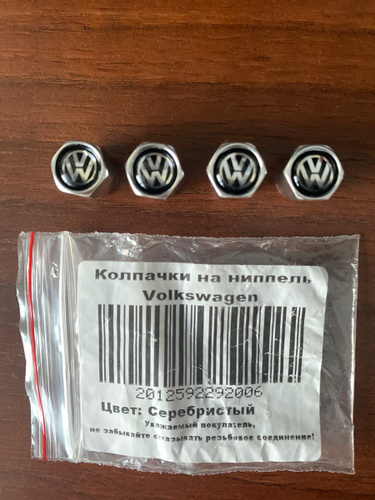 Колпачки на ниппель
Volkswagen
2012592292006
Цвет: Серебристый
Уважаемый покупатель,
не забывайте смазывать резьбовое соединение!